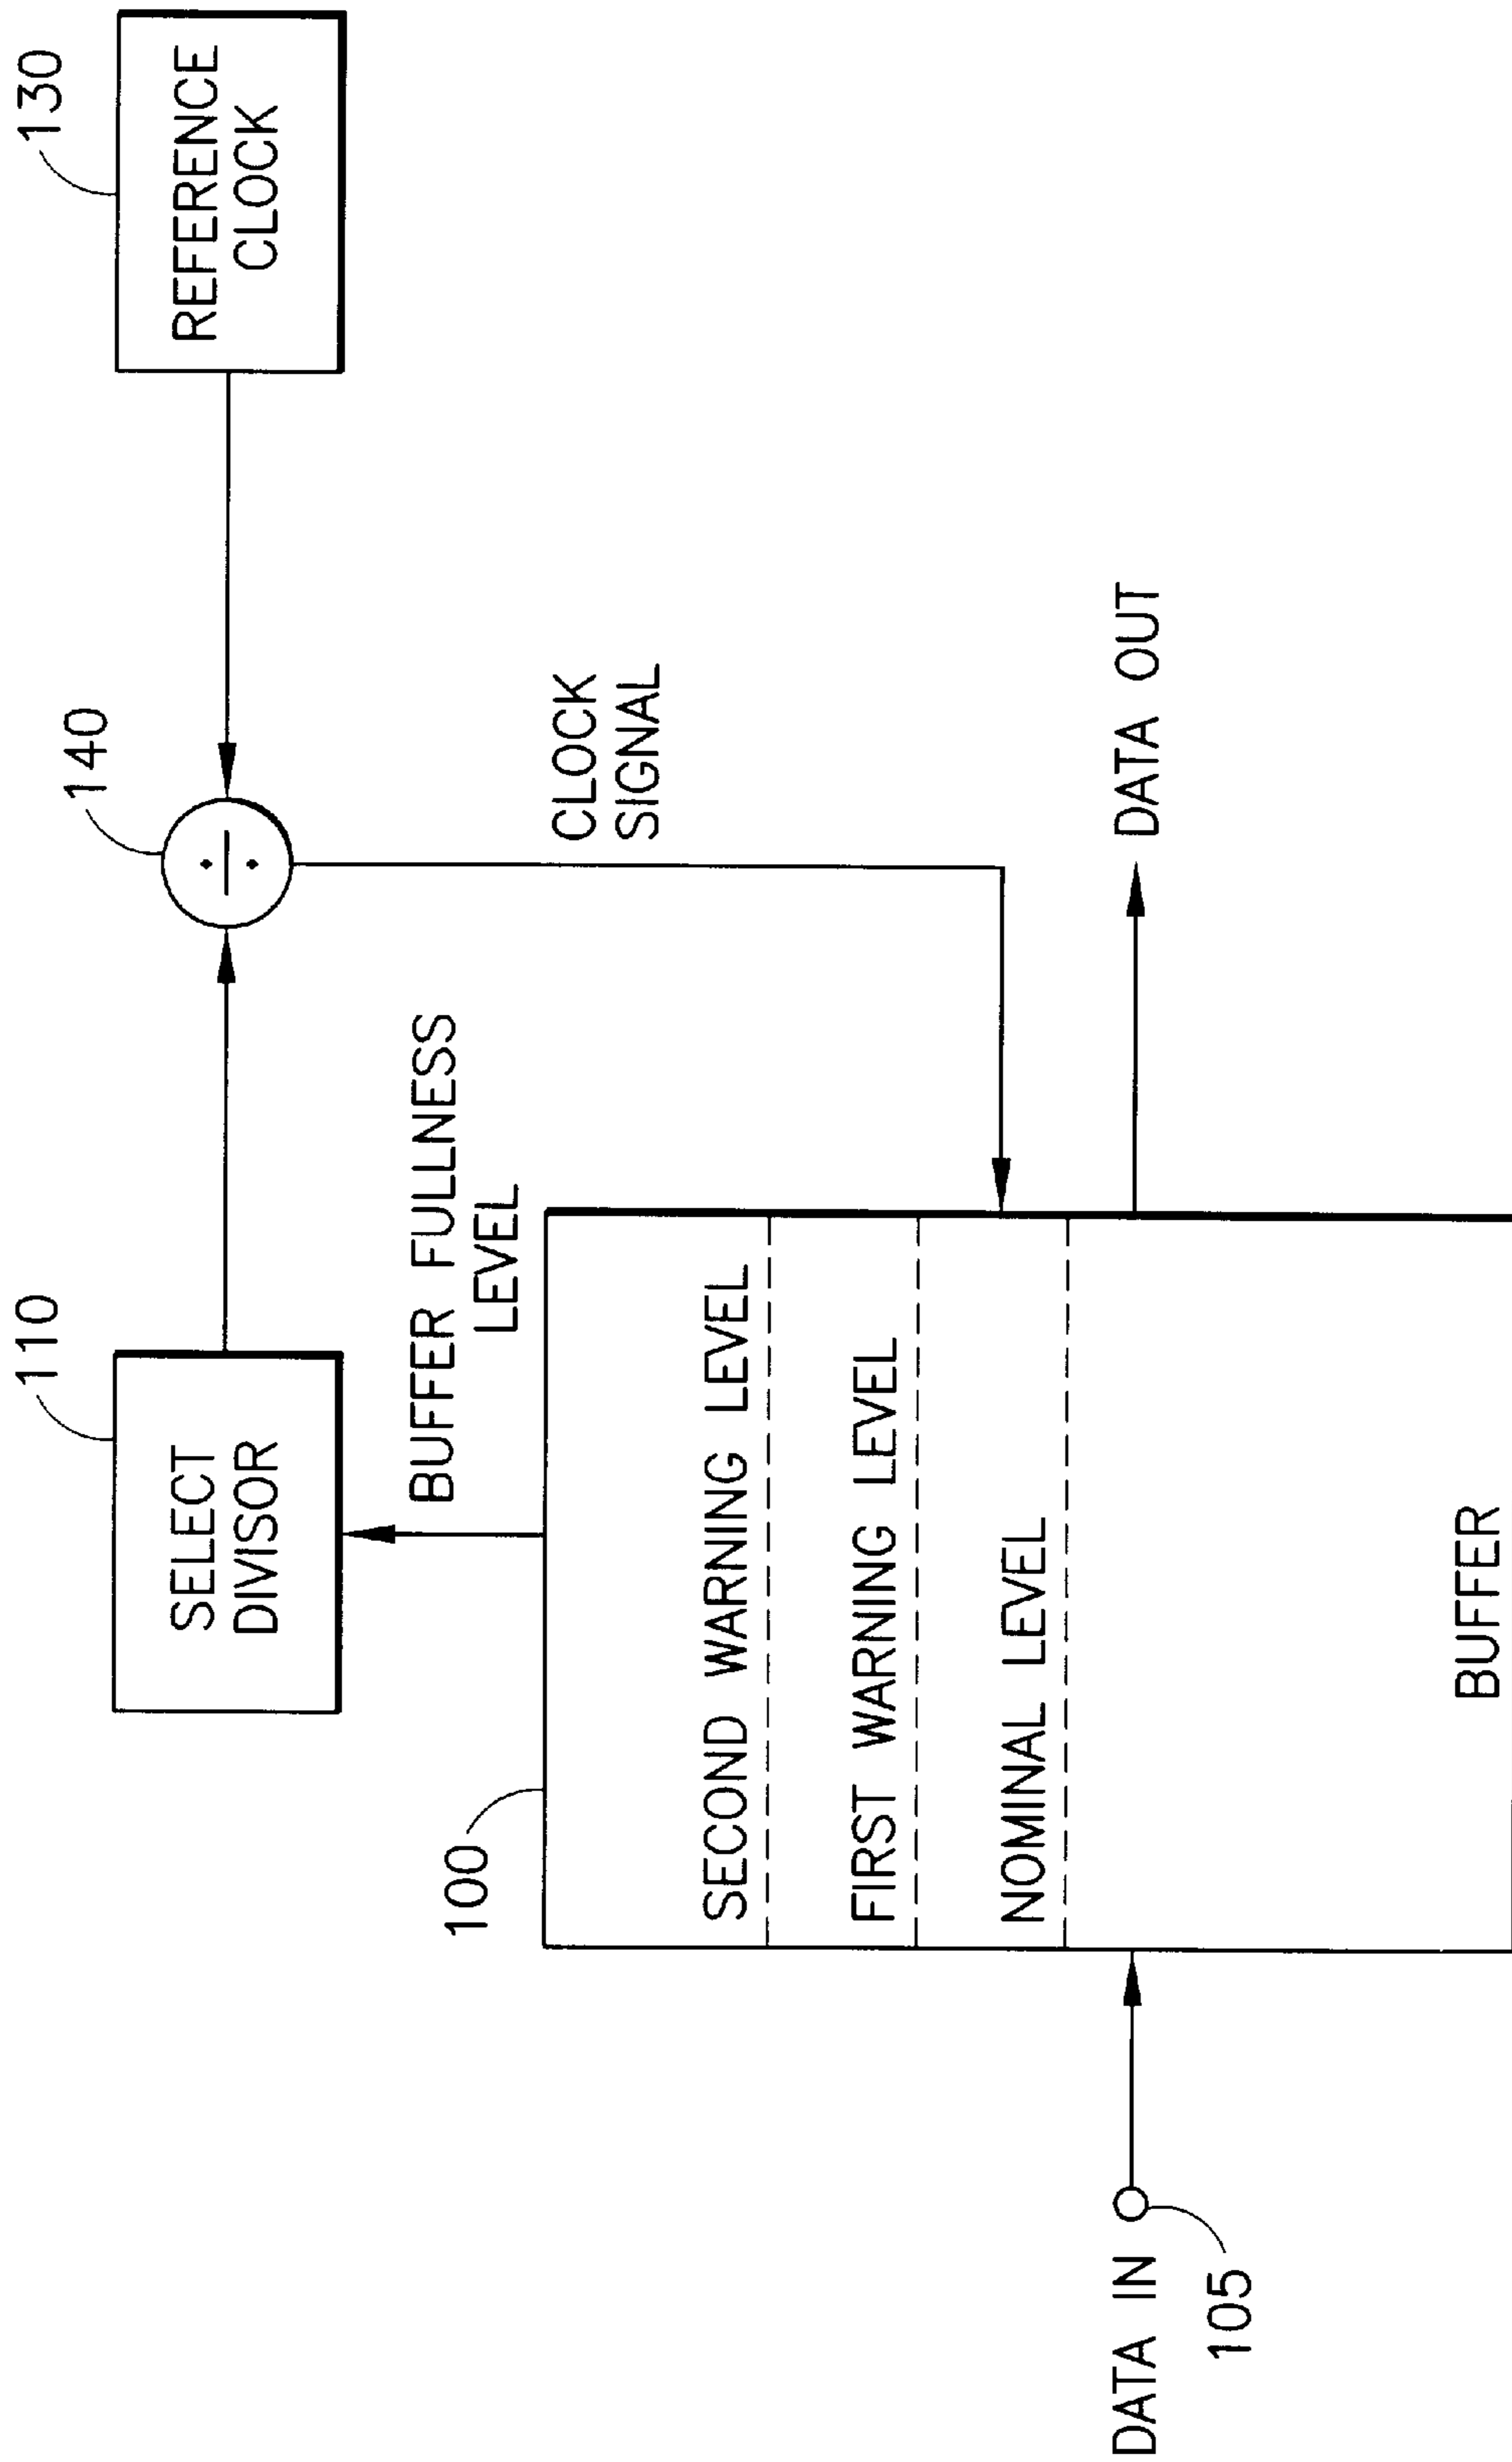 110
SELECT
DIVISOR
140
130
REFERENCE
CLOCK
BUFFER FULLNESS
LEVEL
CLOCK
SIGNAL
100
SECOND WARNING LEVEL
FIRST WARNING LEVEL
NOMINAL LEVEL
DATA IN
105
DATA OUT
BUFFER